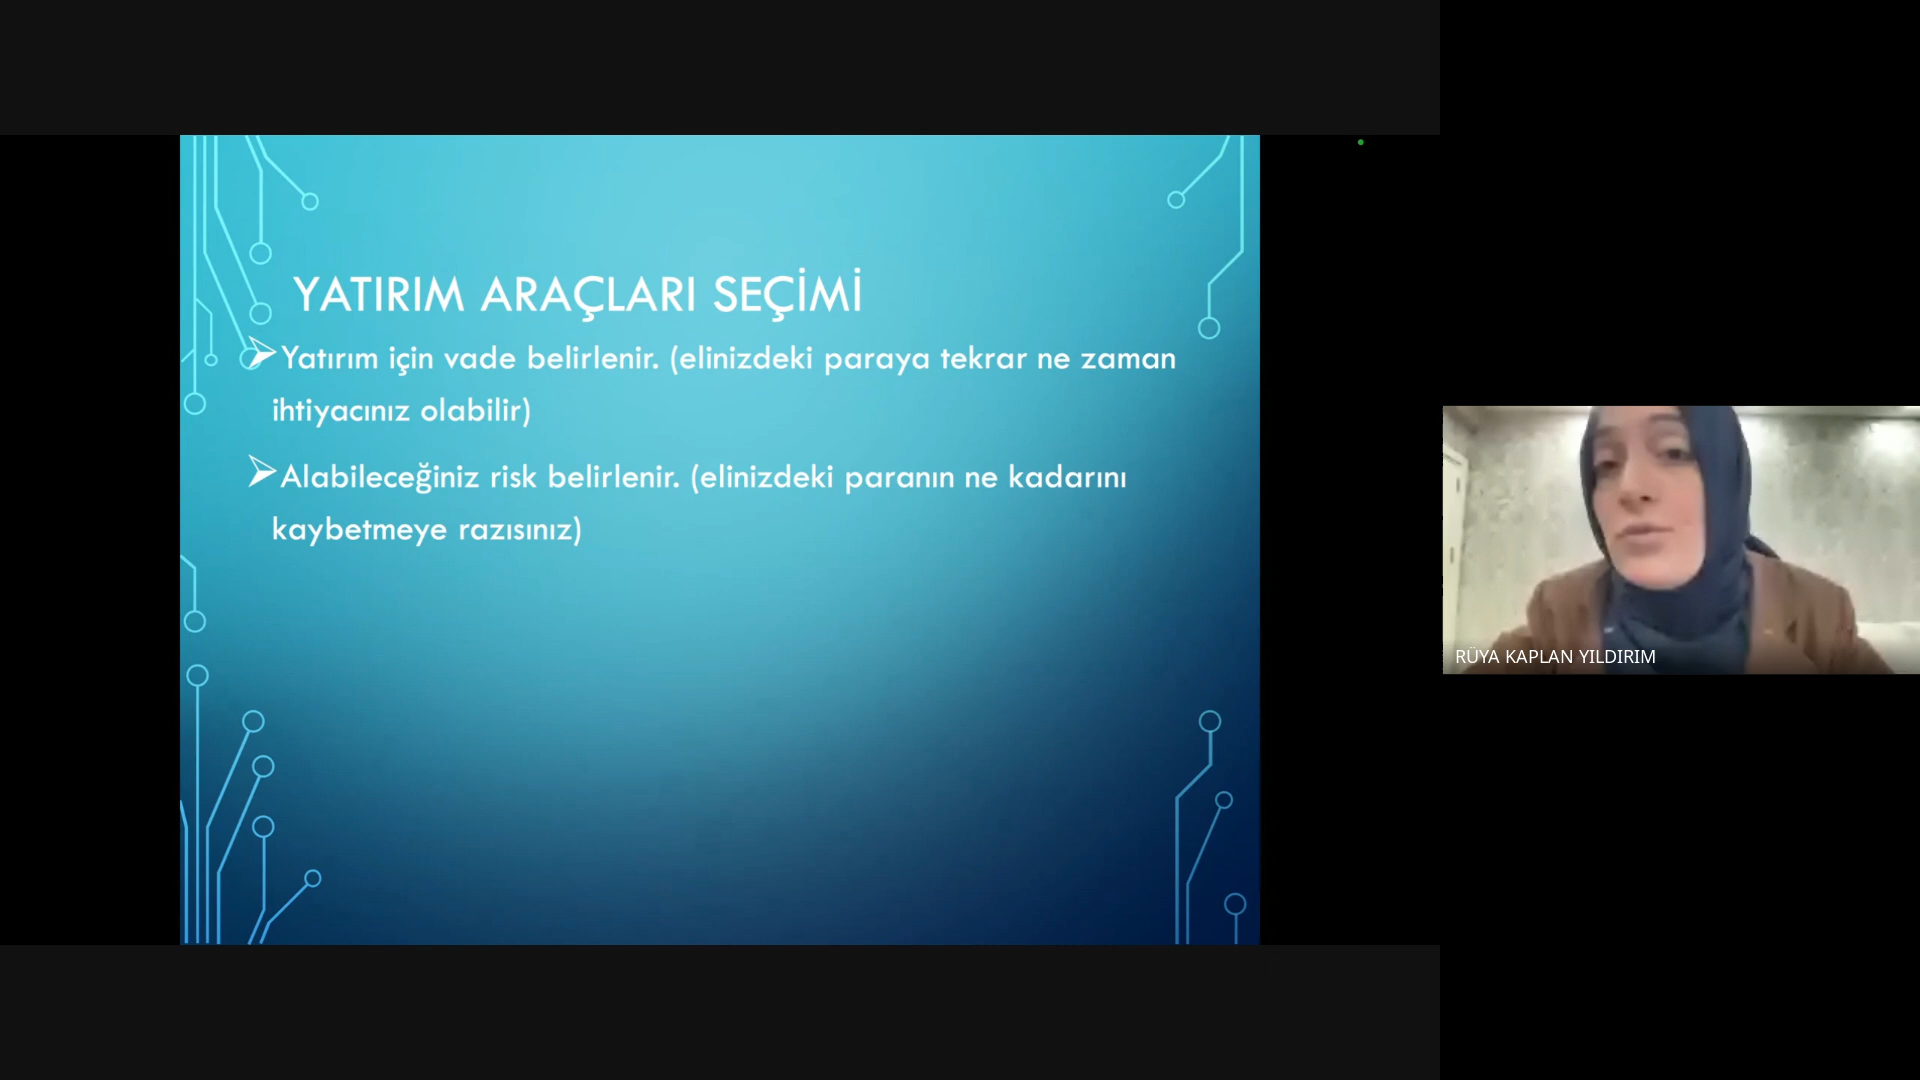 YATIRIM ARAÇLARI SEÇİMİ
Yatırım için vade belirlenir. (elinizdeki paraya tekrar ne zaman
ihtiyacınız olabilir)
Alabileceğiniz risk belirlenir. (elinizdeki paranın ne kadarını
kaybetmeye razısınız)
RÜYA KAPLAN YILDIRIM